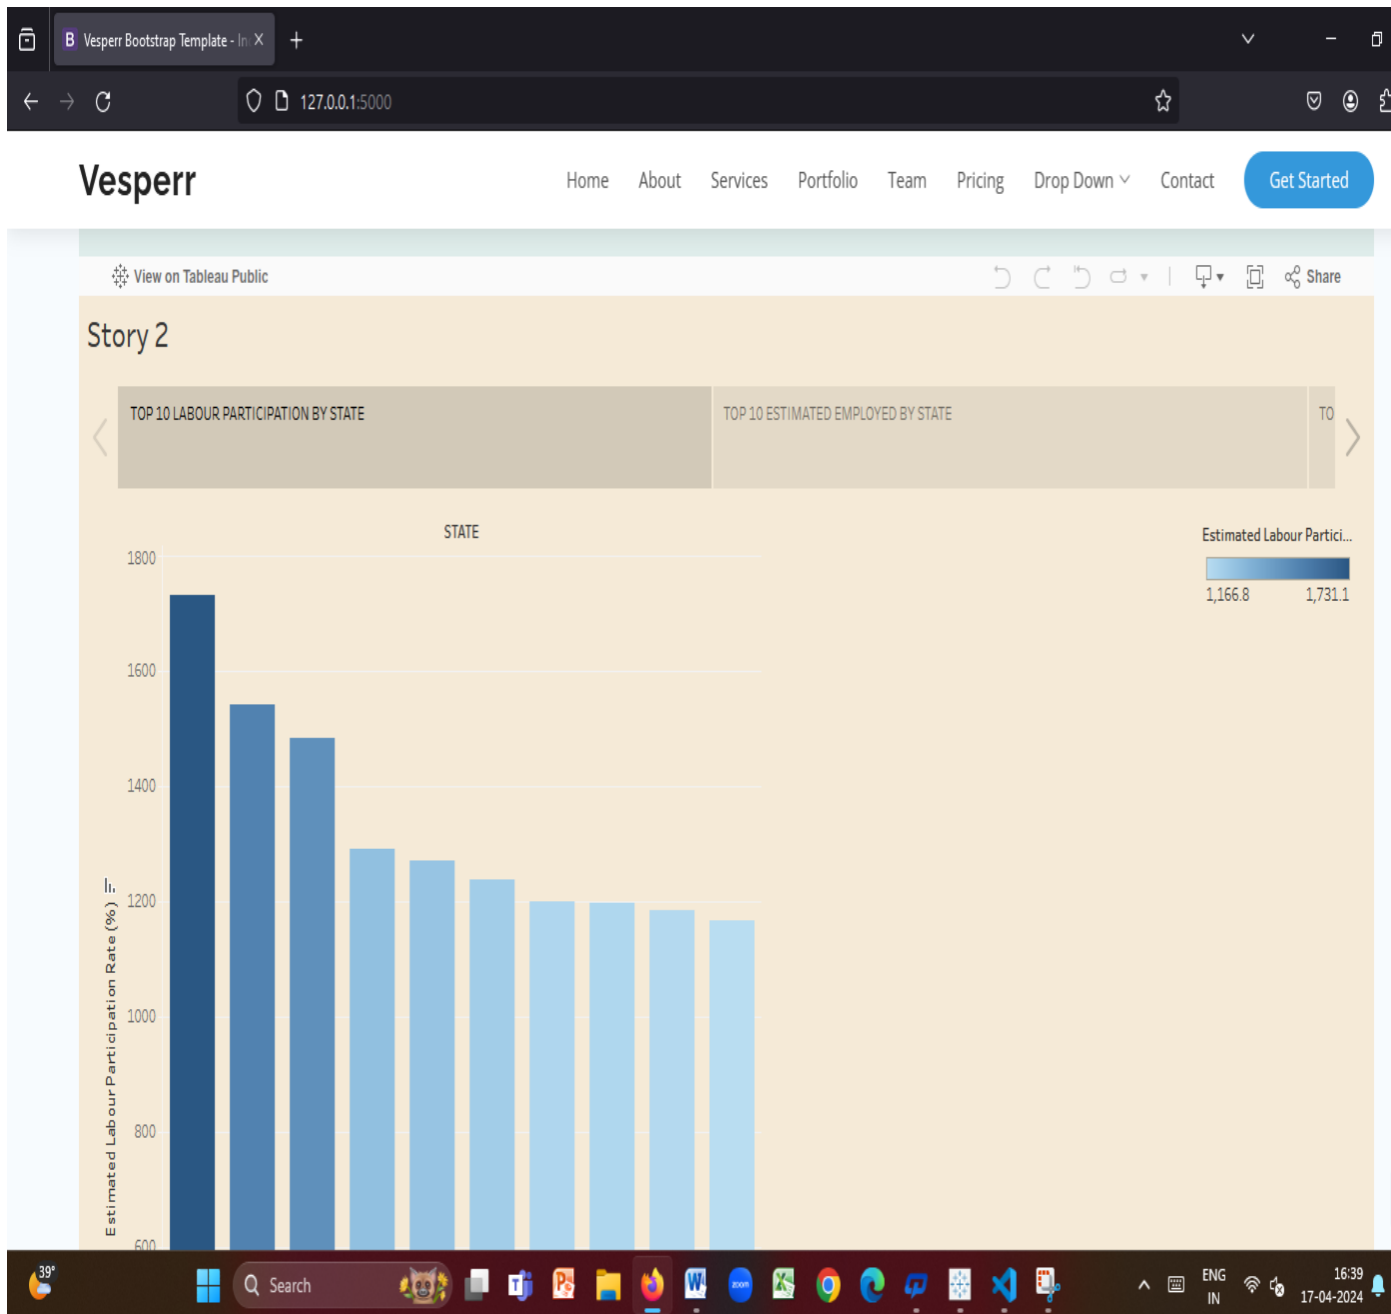 Vesperr Bootstrap Template - In
127.0.0.1:5000
Vesperr
Home About Services Portfolio Team Pricing Drop Down Contact Get Started
View on Tableau Public
Share
Story 2
TOP 10 LABOUR PARTICIPATION BY STATE
TOP 10 ESTIMATED EMPLOYED BY STATE
TO
STATE
Estimated Labour Partici...
1,166.8 1,731.1
1800
1600
1400
1200
1000
800
600
Estimated Labour Participation Rate (%)
39°
Search
zoom
ENG
IN
16:39
17-04-2024